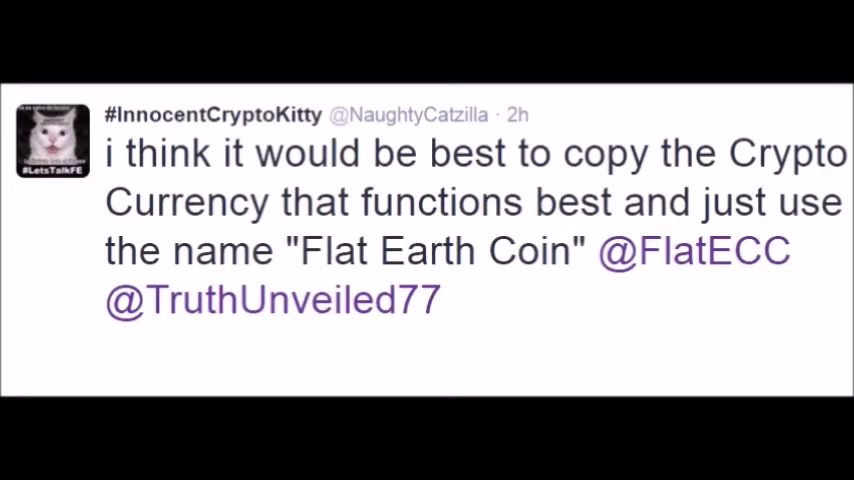 #InnocentCryptoKitty @NaughtyCatzilla · 2h
i think it would be best to copy the Crypto
Currency that functions best and just use
the name "Flat Earth Coin" @FlatECC
@TruthUnveiled77
#LetsTalkFE